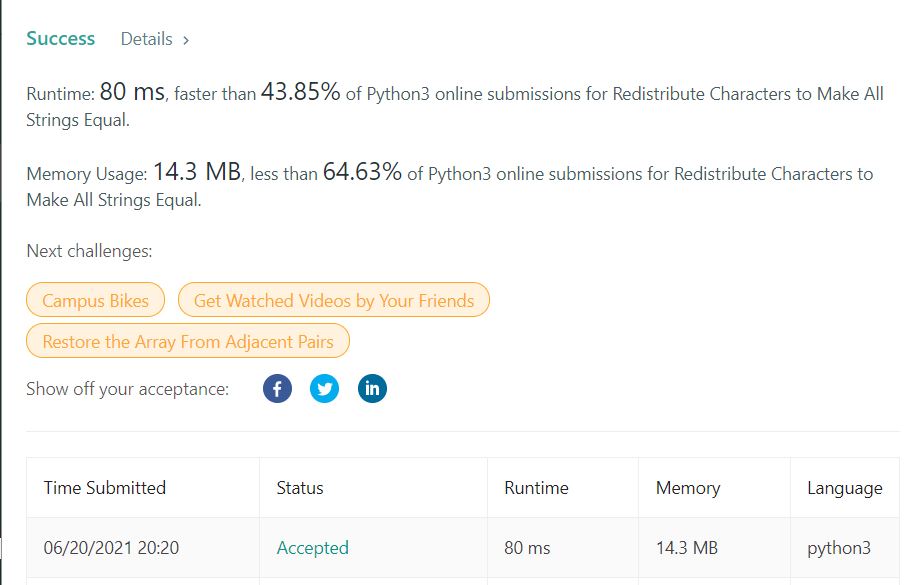 Success Details >
Runtime: 80 ms, faster than 43.85% of Python3 online submissions for Redistribute Characters to Make All
Strings Equal.
Memory Usage: 14.3 MB, less than 64.63% of Python3 online submissions for Redistribute Characters to
Make All Strings Equal.
Next challenges:
Campus Bikes Get Watched Videos by Your Friends
Restore the Array From Adjacent Pairs
Show off your acceptance: f in
Time Submitted Status Runtime Memory Language
06/20/2021 20:20 Accepted 80 ms 14.3 MB python3